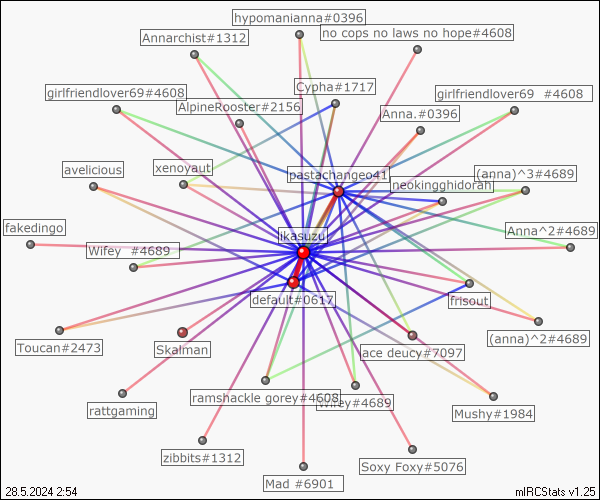 hypomanianna#0396
Annarchist#1312
no cops no laws no hope#4608
Cypha#1717
girlfriendlover69#4608
girlfriendlover69 #4608
AlpineRooster#2156
Anna.#0396
avelicious
xenoyaut
pastachangeo41
(anna)^3#4689
neokingghidorah
fakedingo
ikasuzu
Anna^2#4689
Wifey #4689
default#0617
frisout
Toucan#2473
Skalman
ace deucy#7097
(anna)^2#4689
rattgaming
ramshackle gorey#4608
Wifey#4689
Mushy#1984
zibbits#1312
Soxy Foxy#5076
Mad #6901
28.5.2024 2:54
mIRCStats v1.25